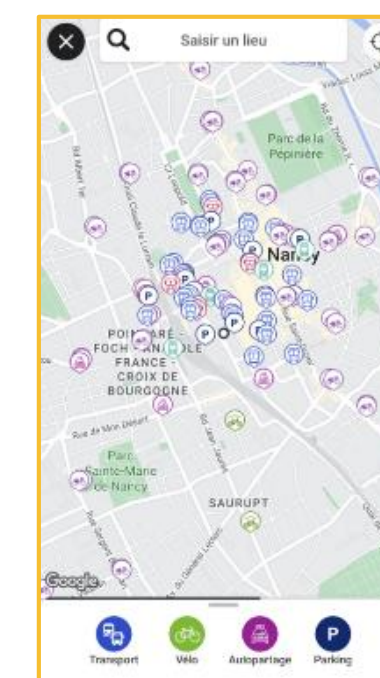 Saisir un lieu
Parc de la
Pépinière
Nancy
FOCH - ANATOLE
FRANCE -
CROIX DE
BOURGOGNE
Rue de Mon Désert
Parc
Sainte-Marie
de Nancy
SAURUPT
Google
Transport
Vélo
Autopartage
Parking
P